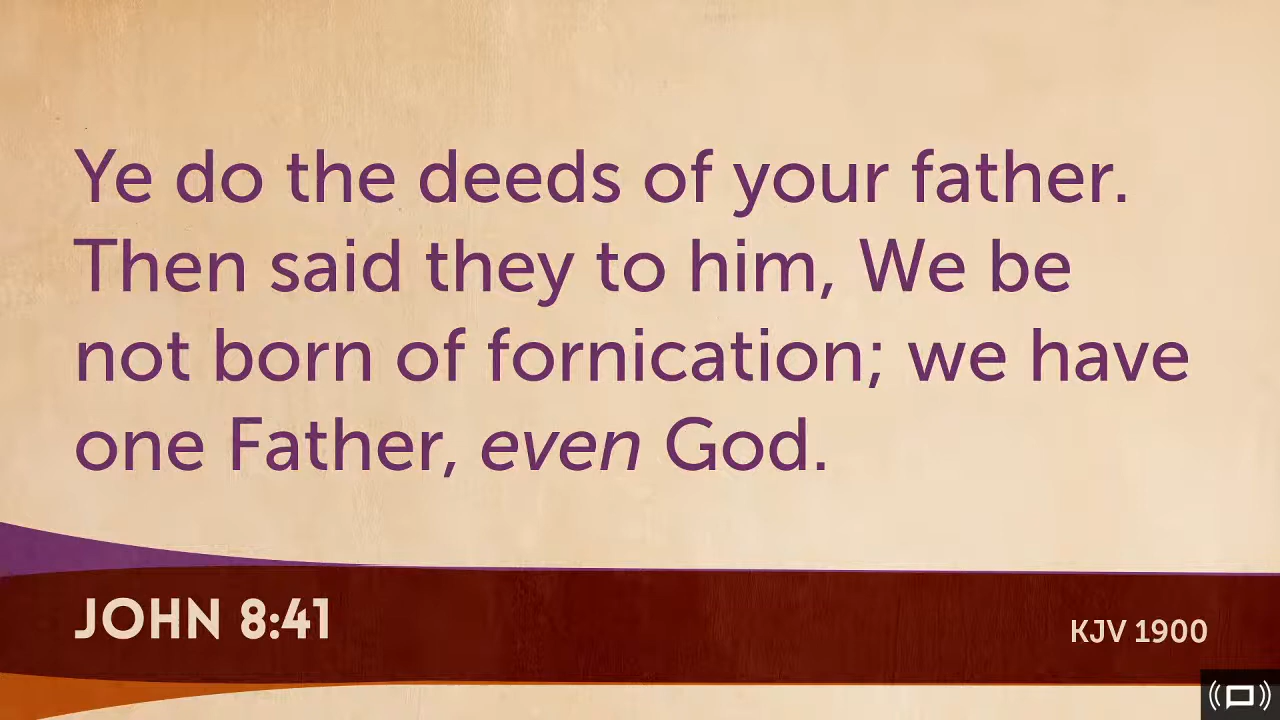 Ye do the deeds of your father.
Then said they to him, We be
not born of fornication; we have
one Father, even God.
JOHN 8:41
KJV 1900